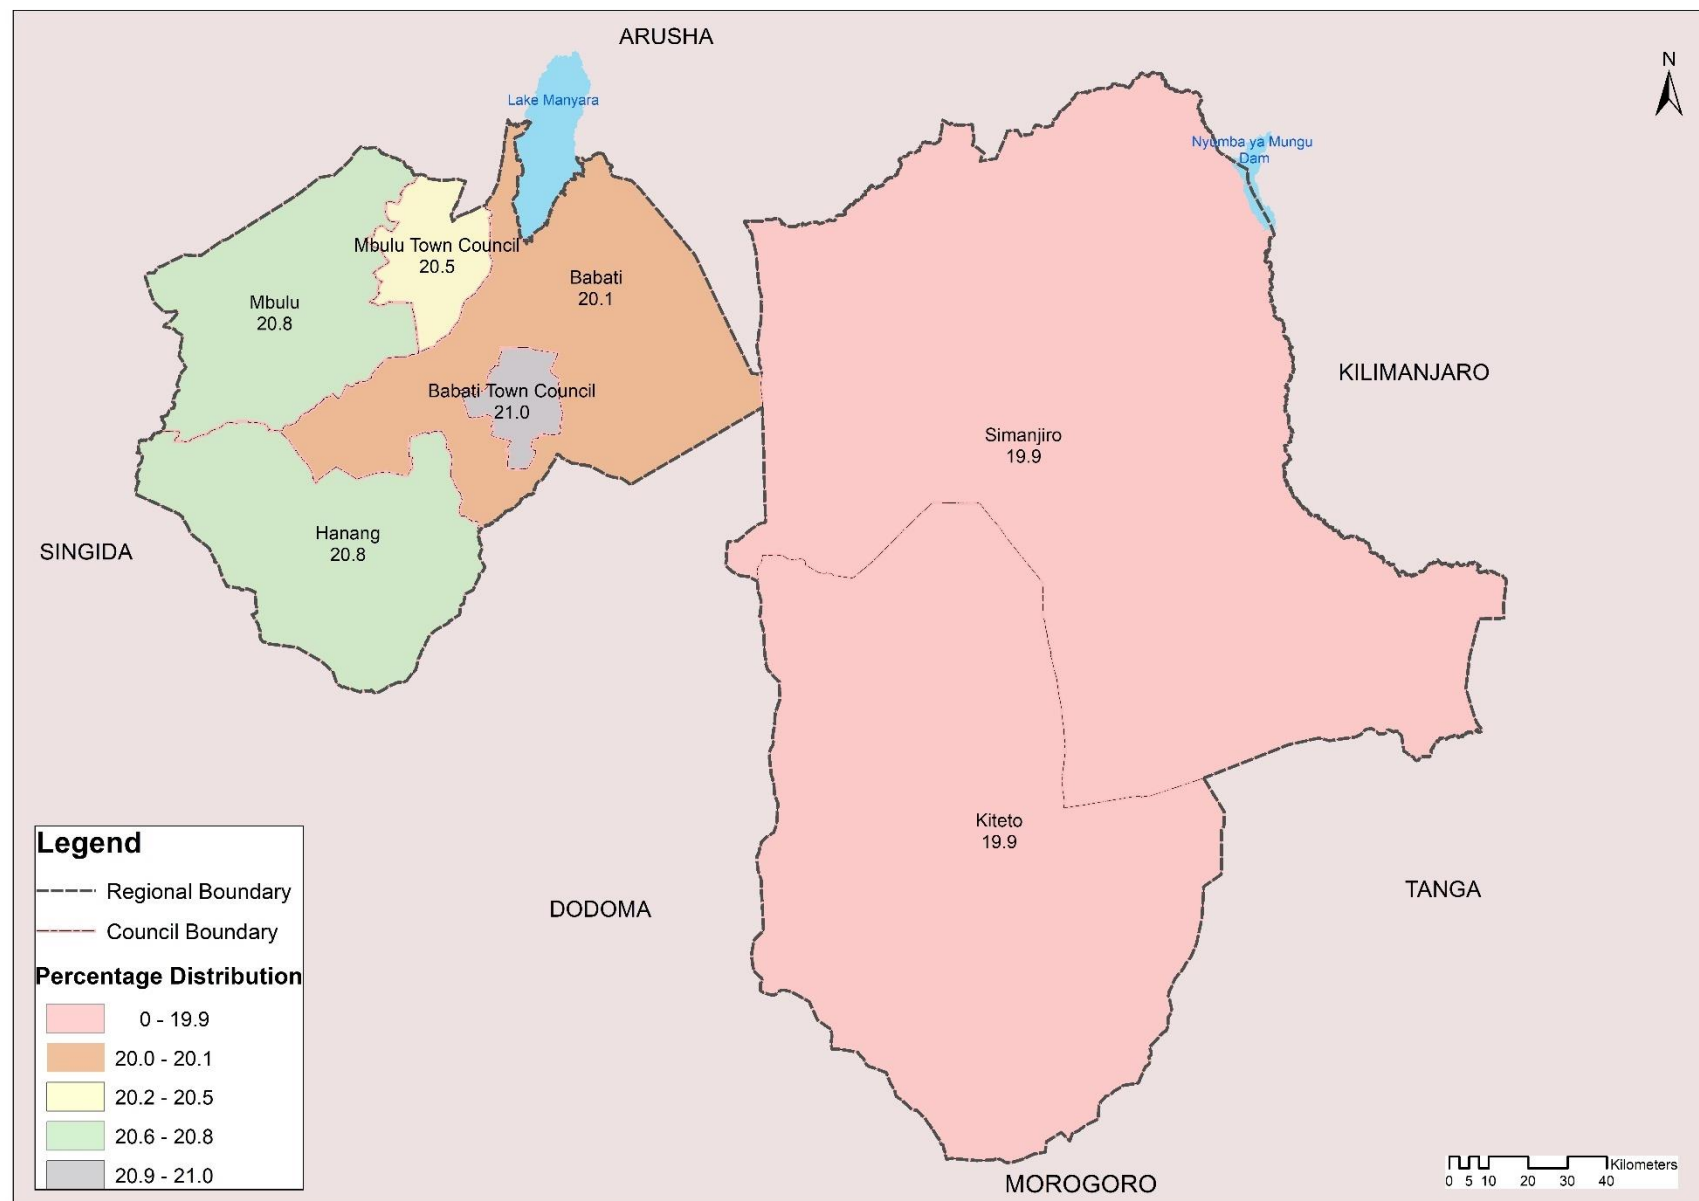 ARUSHA
N
Lake Manyara
Nyumba ya Mungu
Dam
Mbulu Town Council
20.5
Babati
20.1
Mbulu
20.8
KILIMANJARO
Babati Town Council
21.0
Simanjiro
19.9
Hanang
20.8
SINGIDA
Kiteto
19.9
TANGA
DODOMA
MOROGORO
Legend
Regional Boundary
Council Boundary
Percentage Distribution
0 - 19.9
20.0 - 20.1
20.2 - 20.5
20.6 - 20.8
20.9 - 21.0
Kilometers
0 5 10 20 30 40